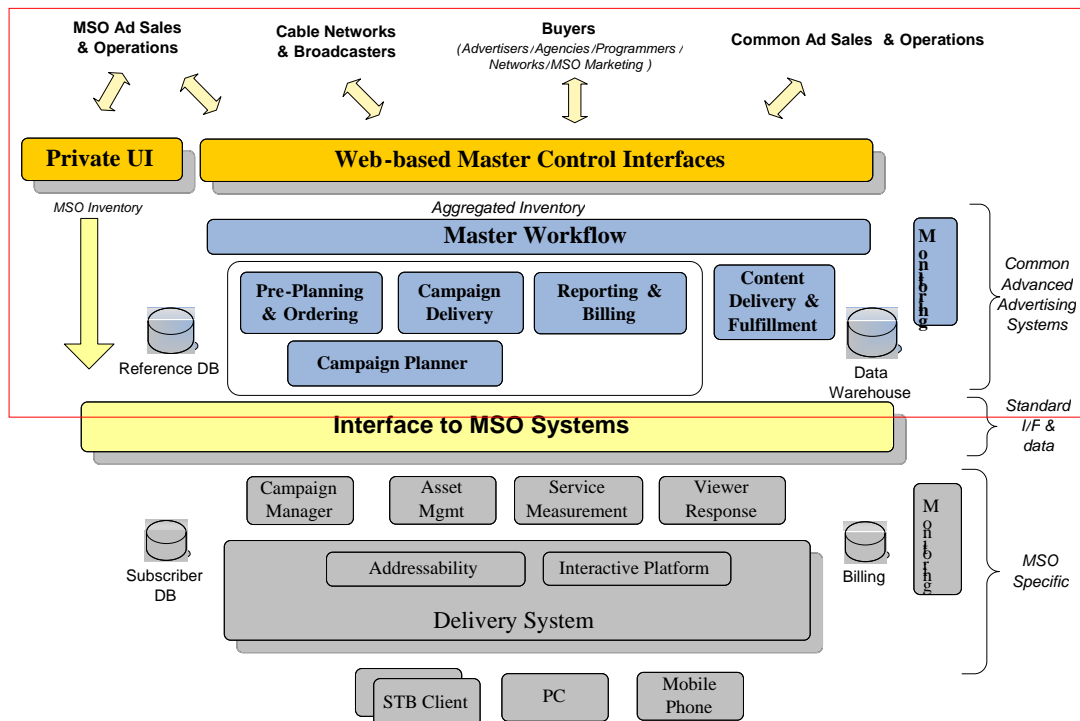 MSO Ad Sales
& Operations
Cable Networks
& Broadcasters
Buyers
(Advertisers/Agencies/Programmers/
Networks/MSO Marketing )
Common Ad Sales & Operations
Private UI
Web-based Master Control Interfaces
MSO Inventory
Aggregated Inventory
Master Workflow
Monitoring
Pre-Planning
& Ordering
Campaign
Delivery
Reporting &
Billing
Content
Delivery &
Fulfillment
Common
Advanced
Advertising
Systems
Campaign Planner
Reference DB
Data
Warehouse
Interface to MSO Systems
Standard
I/F &
data
Campaign
Manager
Asset
Mgmt
Service
Measurement
Viewer
Response
Monitoring
Subscriber
DB
Addressability
Interactive Platform
Billing
MSO
Specific
Delivery System
STB Client
PC
Mobile
Phone